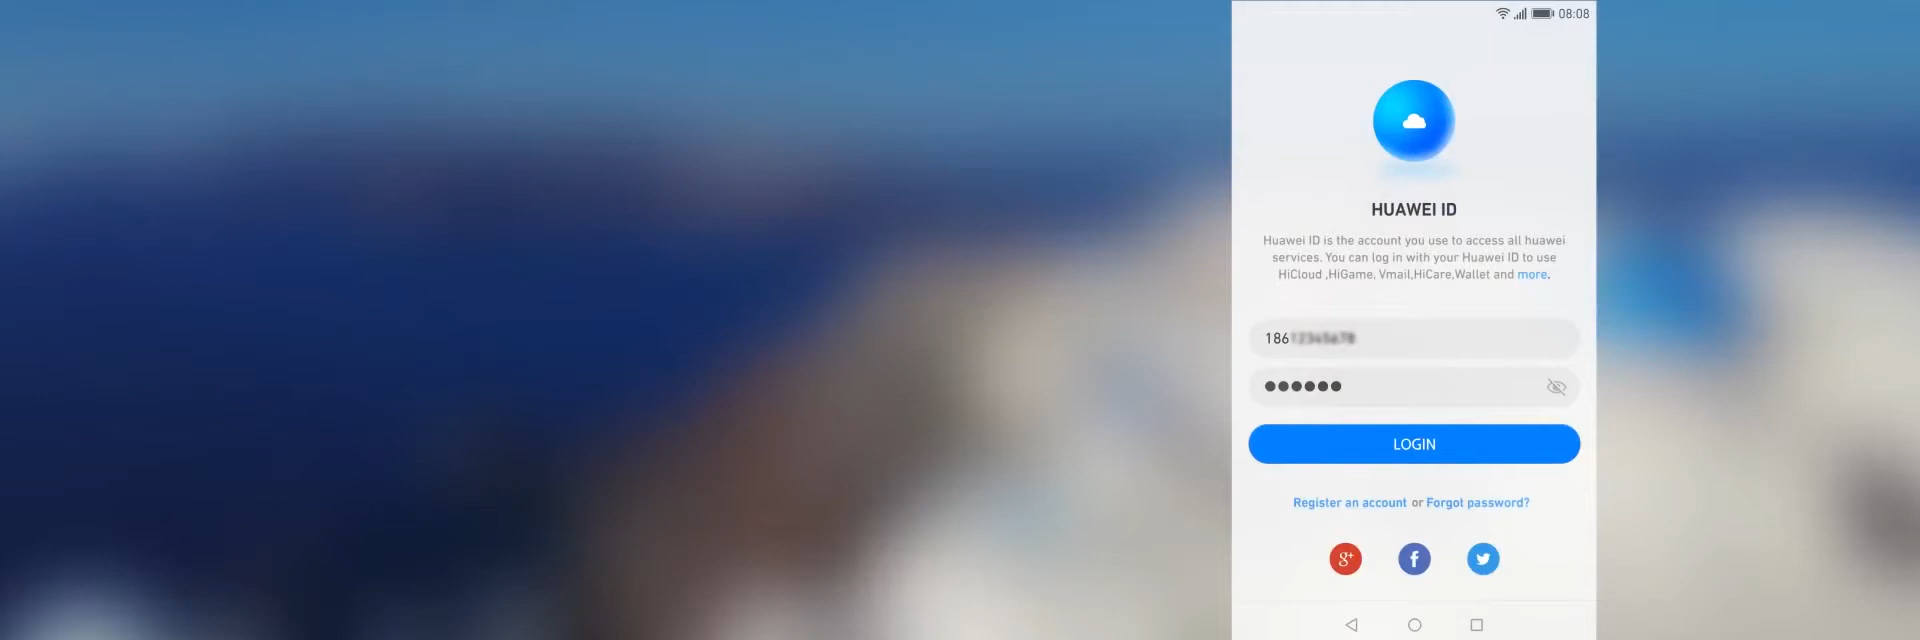 08:08
HUAWEI ID
Huawei ID is the account you use to access all huawei
services. You can log in with your Huawei ID to use
HiCloud ,HiGame, Vmail,HiCare,Wallet and more.
186
LOGIN
Register an account or Forgot password?
g+
f